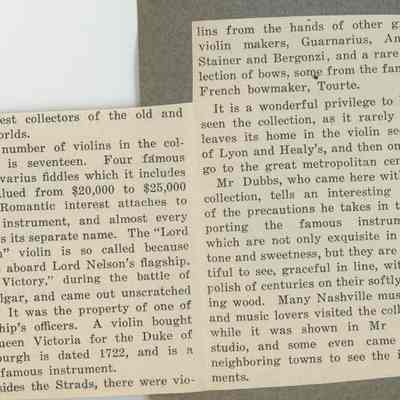 est collectors of the old and
orlds.
number of violins in the col-
is seventeen. Four famous
varius fiddles which it includes
lued from $20,000 to $25,000
Romantic interest attaches to
instrument, and almost every
s its separate name. The "Lord
" violin is so called because
aboard Lord Nelson's flagship.
Victory," during the battle of
lgar, and came out unscratched
It was the property of one of
hip's officers. A violin bought
ueen Victoria for the Duke of
burgh is dated 1722, and is a
famous instrument.
sides the Strads, there were vio-
lins from the hands of other g
violin makers, Guarnarius, An
Stainer and Bergonzi, and a rare
lection of bows, some from the fan
French bowmaker, Tourte.
It is a wonderful privilege to
seen the collection, as it rarely
leaves its home in the violin se
of Lyon and Healy's, and then on
go to the great metropolitan cen
Mr Dubbs, who came here wit
collection, tells an interesting
of the precautions he takes in t
porting the famous instrum
which are not only exquisite in
tone and sweetness, but they are
tiful to see, graceful in line, wit
polish of centuries on their softly
ing wood. Many Nashville mus
and music lovers visited the coll
while it was shown in Mr
studio, and some even came
neighboring towns to see the i
ments.